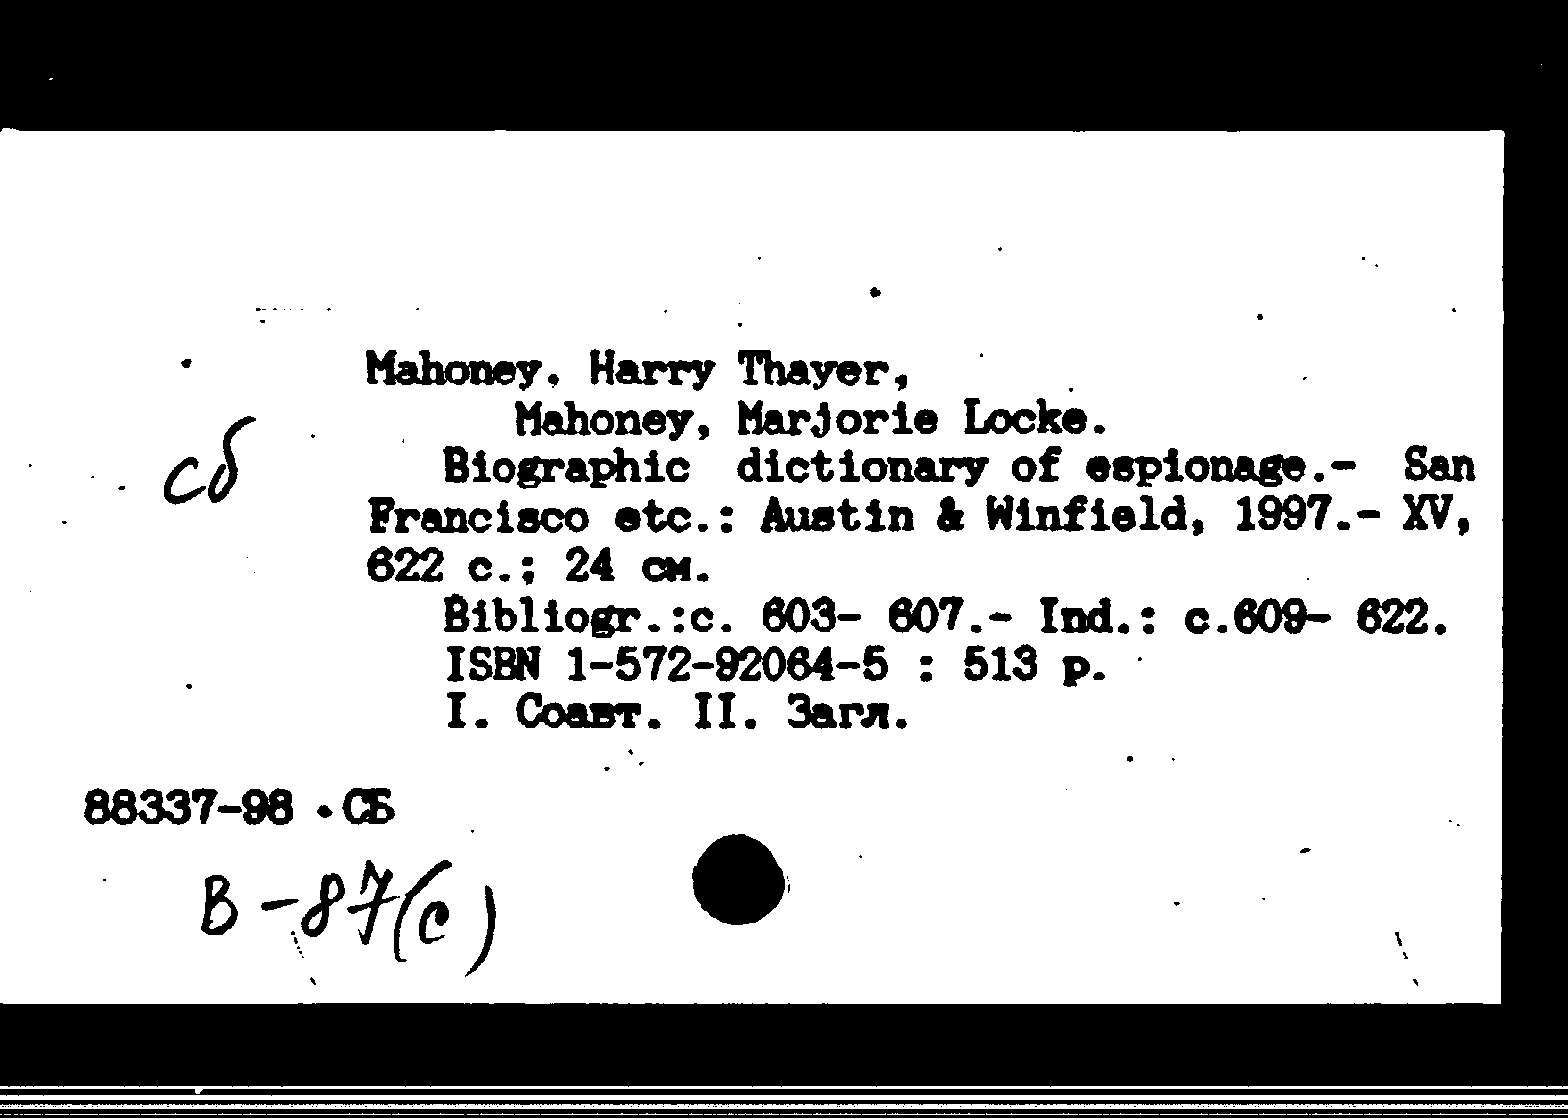 Mahoney, Harry Thayer,
Mahoney, Marjorie Locke.
сб
Biographic dictionary of espionage.- San
Francisco etc.: Austin & Winfield, 1997.- XV,
622 с.; 24 см.
Bibliogr.:с. 603- 607.- Ind.: с.609- 622.
ISBN 1-572-92064-5 : 513 р.
I. Соавт. II. Загл.
88337-98 . СБ
В-87(с)